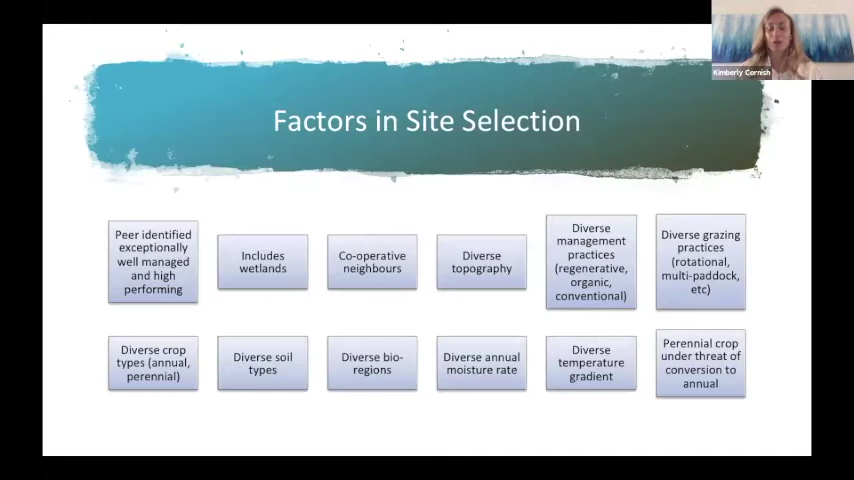 Kimberly Cornish
Factors in Site Selection
Peer identified
exceptionally
well managed
and high
performing
Includes
wetlands
Co-operative
neighbours
Diverse
topography
Diverse
management
practices
(regenerative,
organic,
conventional)
Diverse grazing
practices
(rotational,
multi-paddock,
etc)
Diverse crop
types (annual,
perennial)
Diverse soil
types
Diverse bio-
regions
Diverse annual
moisture rate
Diverse
temperature
gradient
Perennial crop
under threat of
conversion to
annual